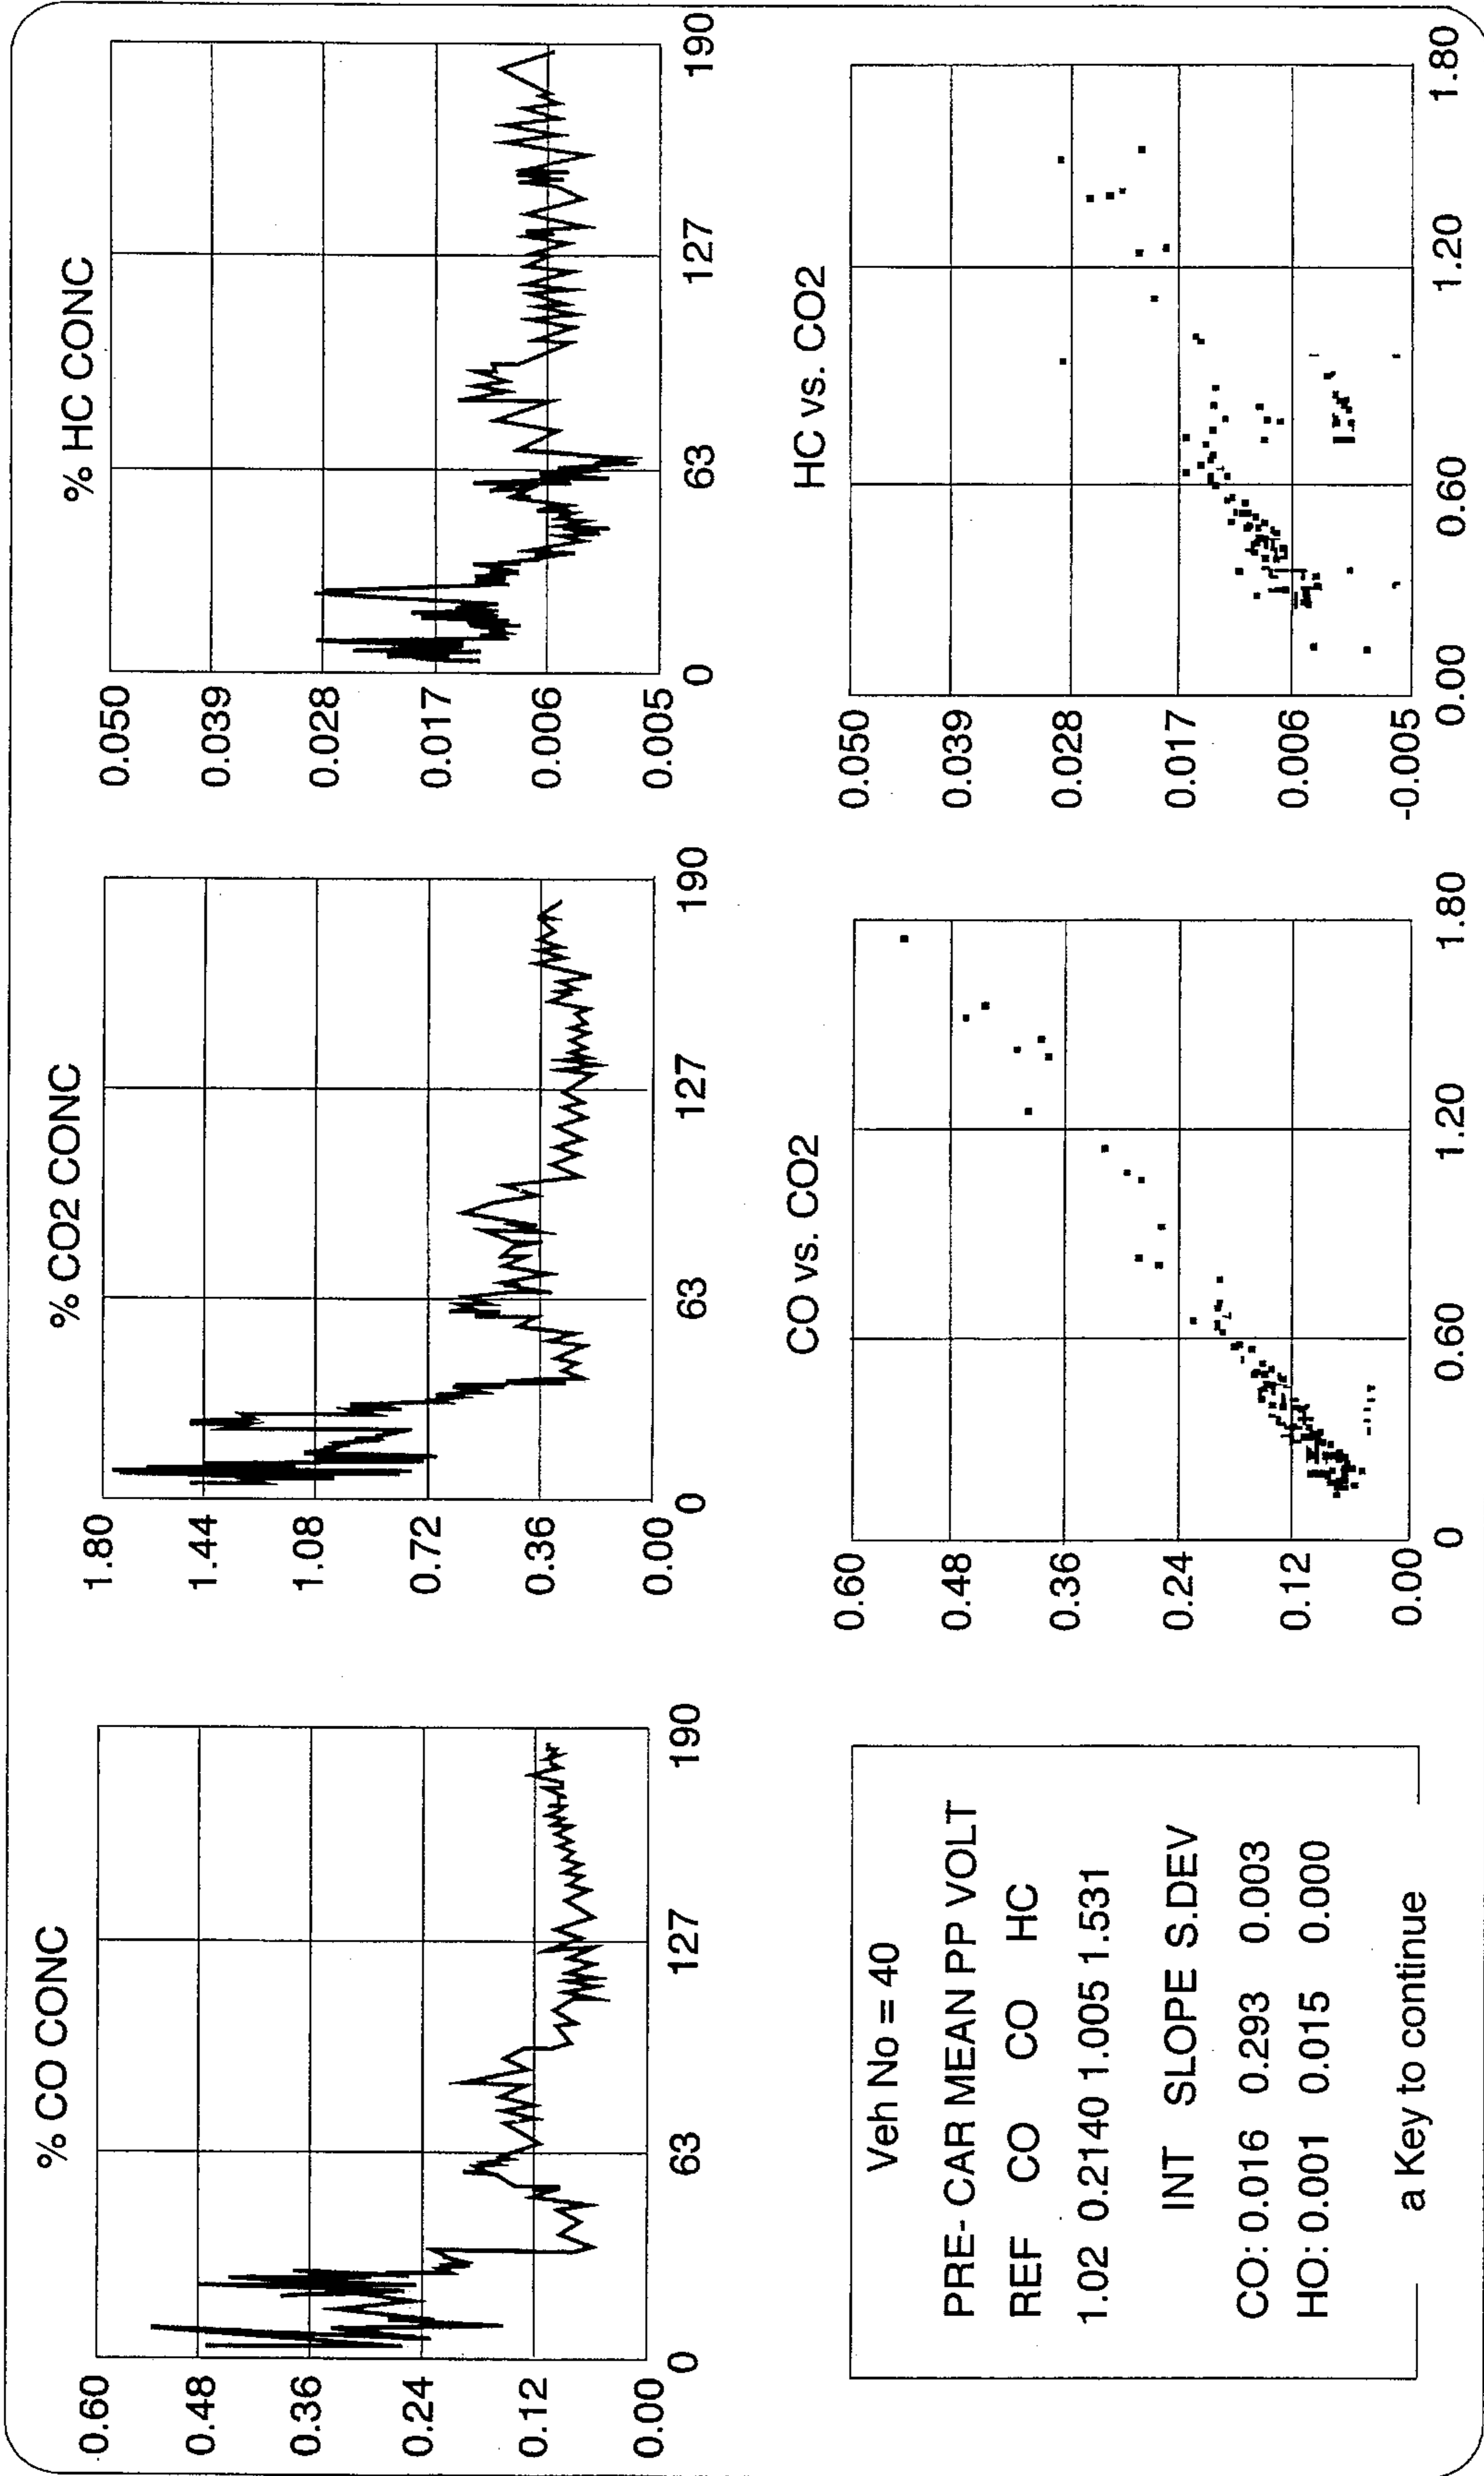 % CO CONC
0.60
0.48
0.36
0.24
0.12
0.00
0 63 127 190
% CO2 CONC
1.80
1.44
1.08
0.72
0.36
0.00
0 63 127 190
% HC CONC
0.050
0.039
0.028
0.017
0.006
0.005
0 63 127 190
Veh No = 40
PRE- CAR MEAN PP VOLT
REF CO CO HC
1.02 0.2140 1.005 1.531
INT SLOPE S.DEV
CO: 0.016 0.293 0.003
HO: 0.001 0.015 0.000
a Key to continue
CO vs. CO2
0.60
0.48
0.36
0.24
0.12
0.00
0 0.60 1.20 1.80
HC vs. CO2
0.050
0.039
0.028
0.017
0.006
-0.005
0.00 0.60 1.20 1.80